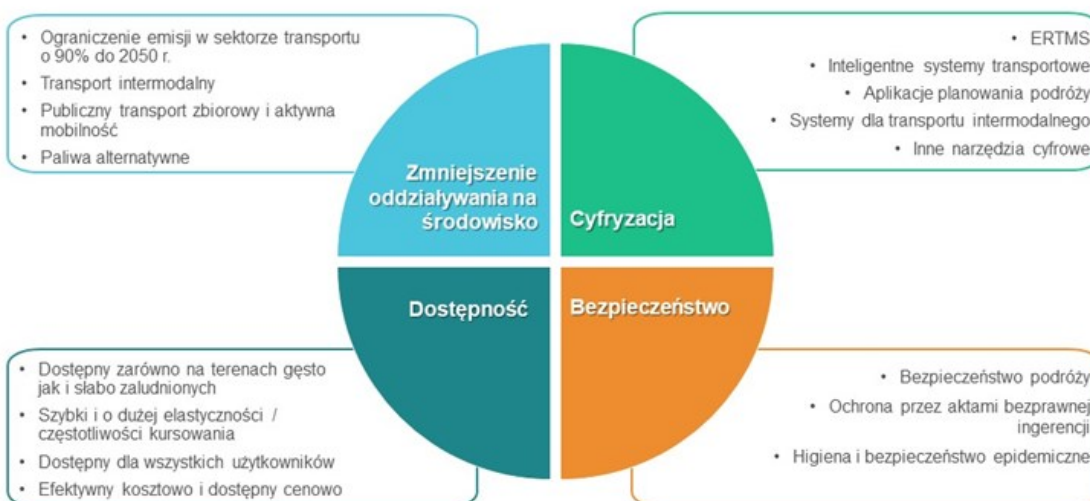 • Ograniczenie emisji w sektorze transportu
o 90% do 2050 r.
• Transport intermodalny
• Publiczny transport zbiorowy i aktywna
mobilność
• Paliwa alternatywne
Zmniejszenie
oddziaływania na
środowisko
• ERTMS
• Inteligentne systemy transportowe
• Aplikacje planowania podróży
• Systemy dla transportu intermodalnego
• Inne narzędzia cyfrowe
Cyfryzacja
Dostępność
• Dostępny zarówno na terenach gęsto
jak i słabo zaludnionych
• Szybki i o dużej elastyczności /
częstotliwości kursowania
• Dostępny dla wszystkich użytkowników
• Efektywny kosztowo i dostępny cenowo
Bezpieczeństwo
• Bezpieczeństwo podróży
• Ochrona przez aktami bezprawnej
ingerencji
• Higiena i bezpieczeństwo epidemiczne